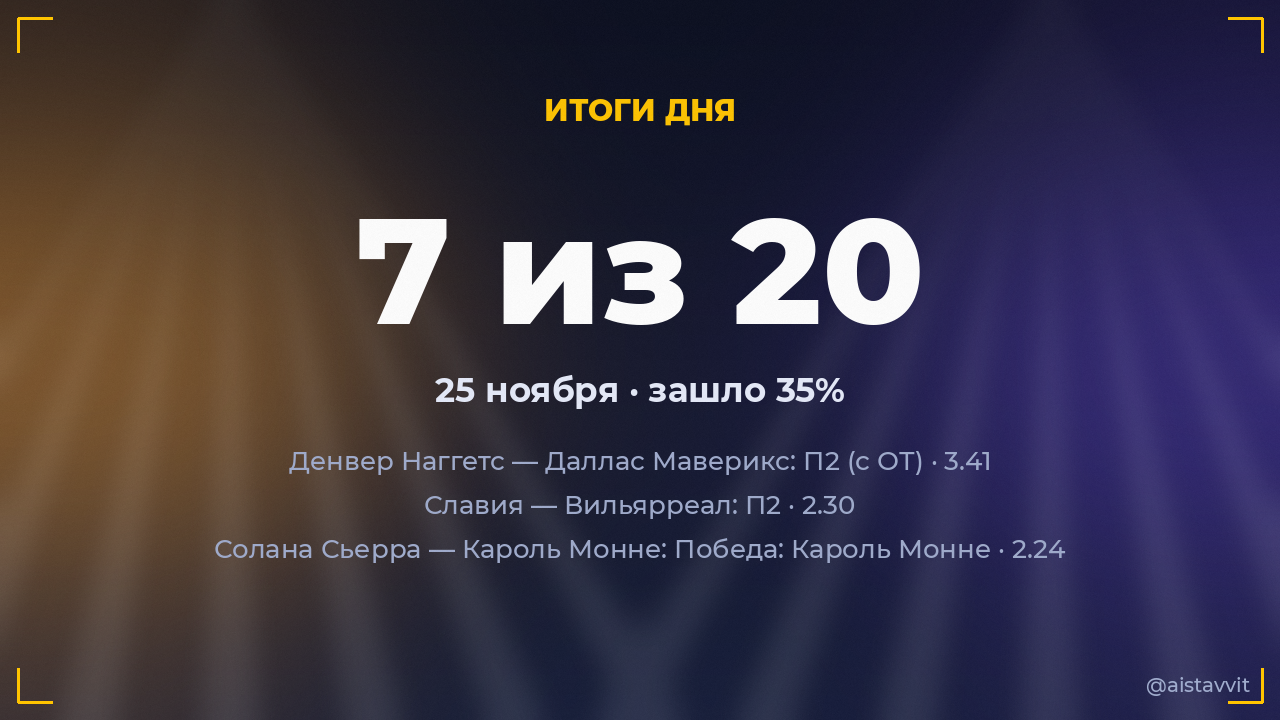 ИТОГИ ДНЯ
7 из 20
25 ноября · зашло 35%
Денвер Наггетс — Даллас Маверикс: П2 (с ОТ) · 3.41
Славия — Вильярреал: П2 · 2.30
Солана Сьерра — Кароль Монне: Победа: Кароль Монне · 2.24
@aistavvit